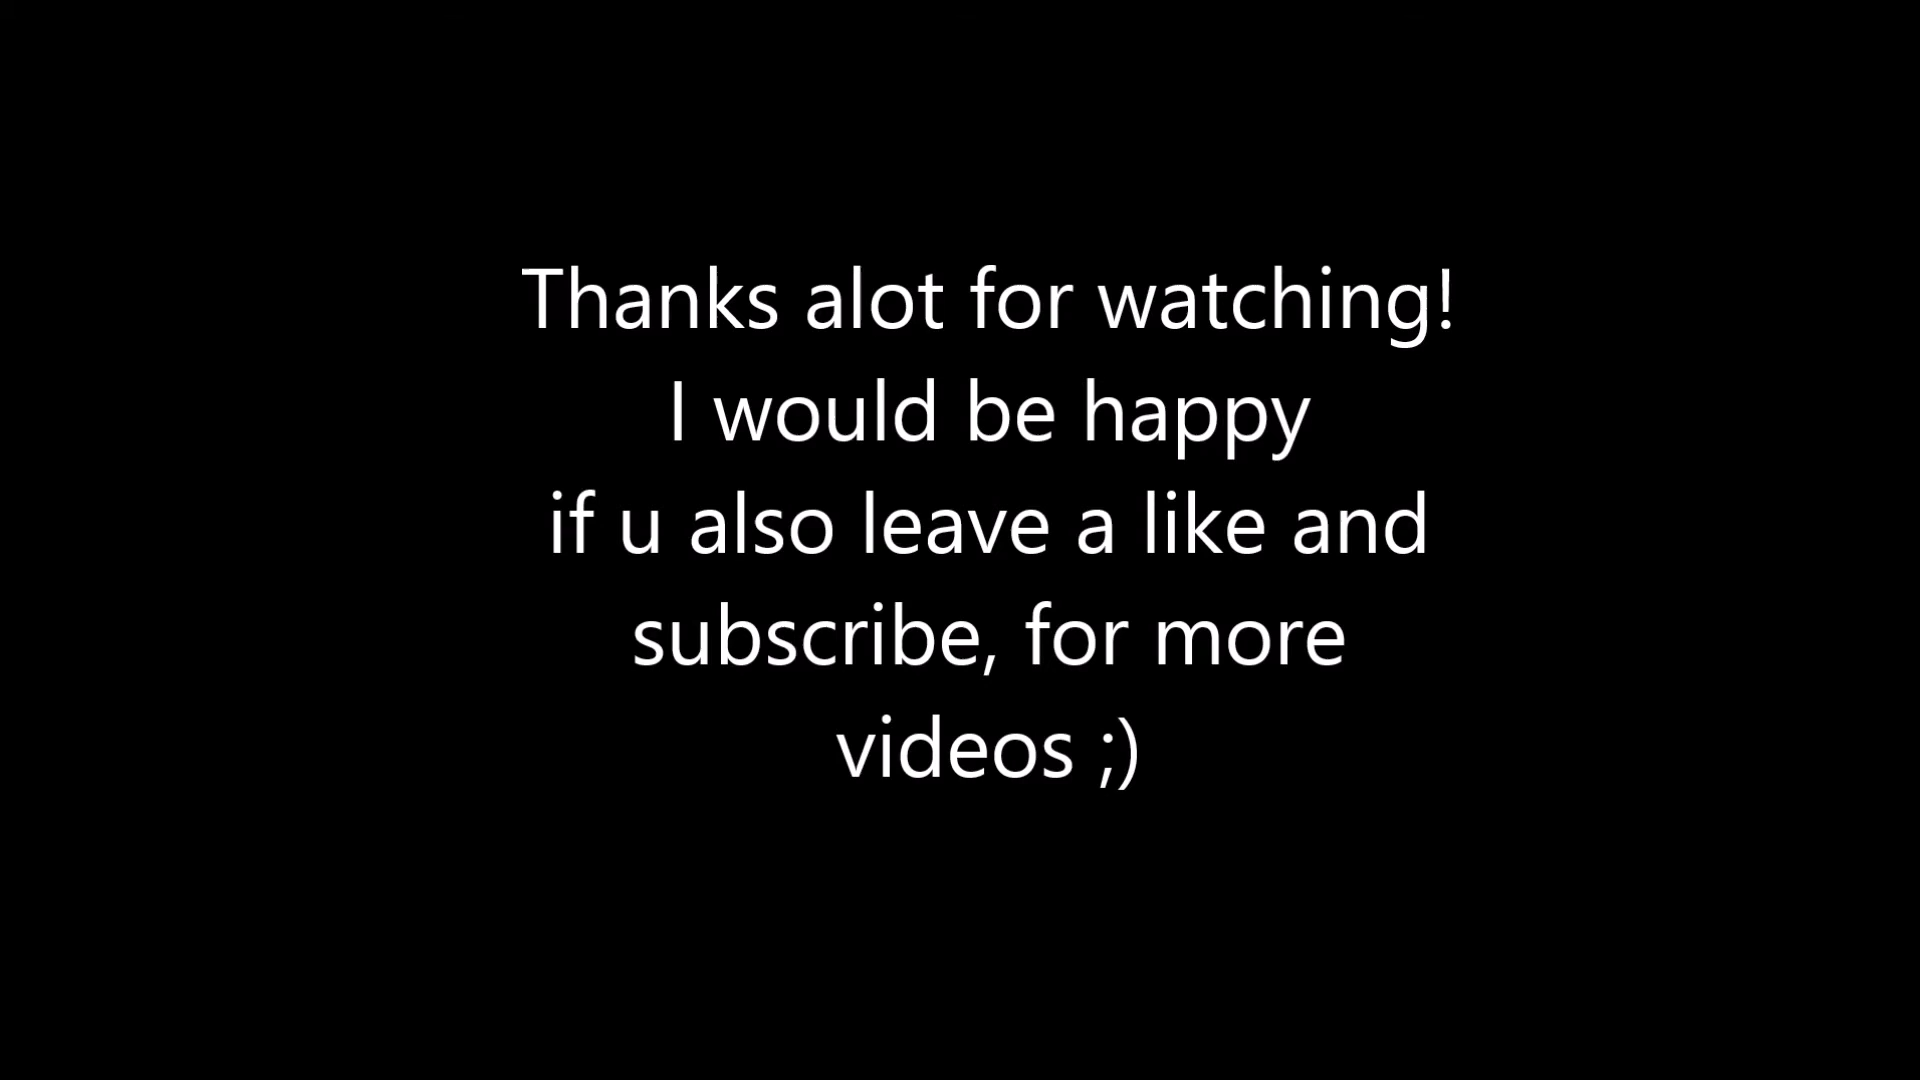 Thanks alot for watching!
I would be happy
if u also leave a like and
subscribe, for more
videos ;)